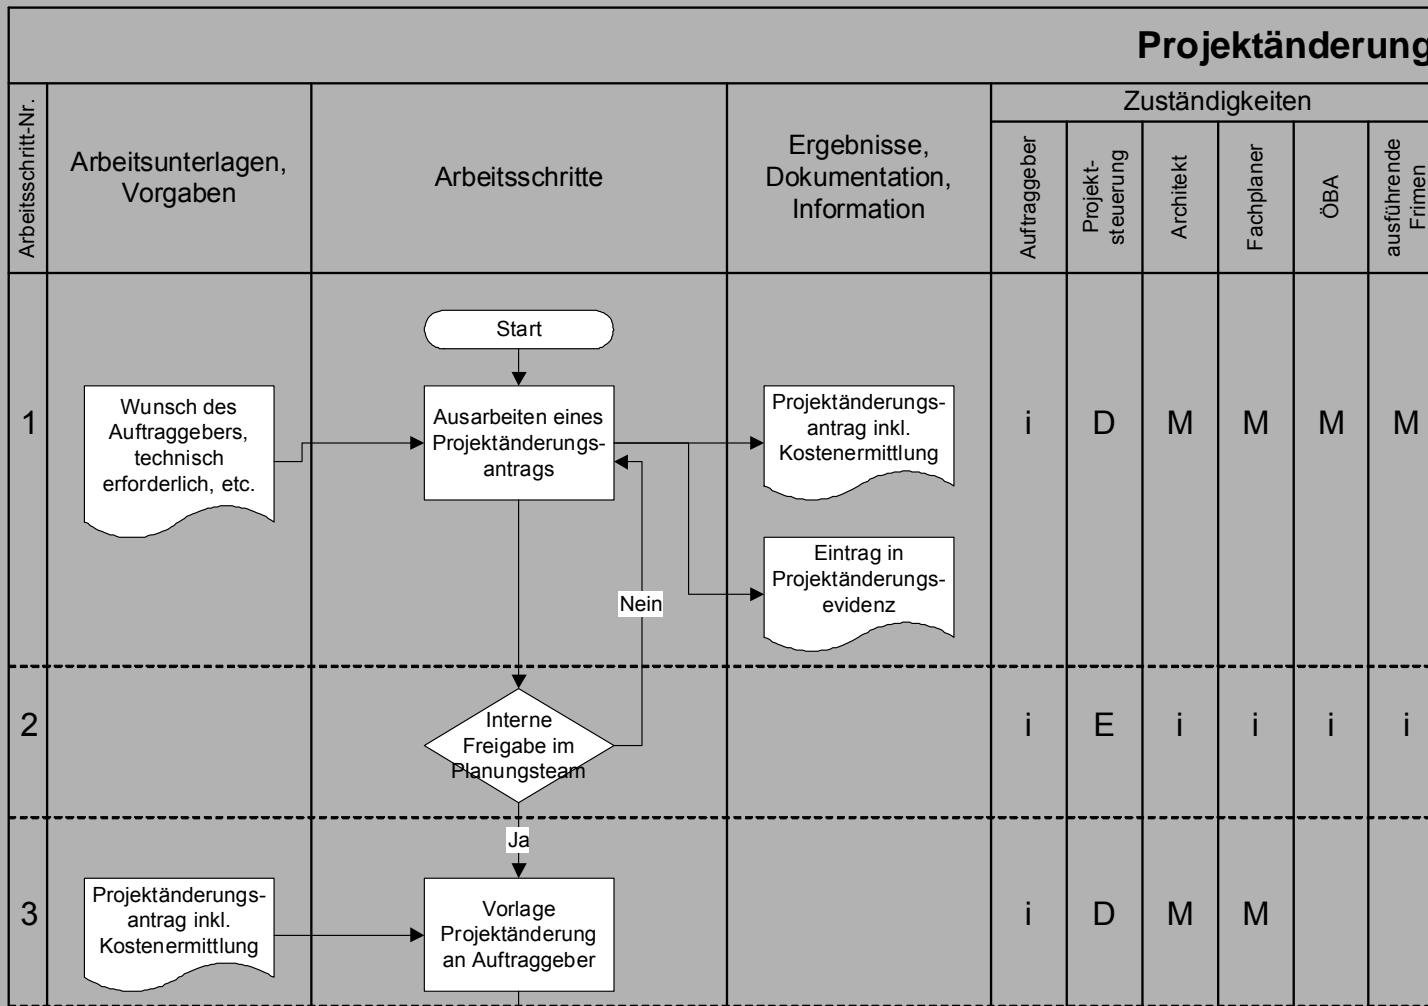 Projektänderung
Arbeitsschritt-Nr.
Arbeitsunterlagen,
Vorgaben
Arbeitsschritte
Ergebnisse,
Dokumentation,
Information
Zuständigkeiten
Auftraggeber
Projekt-
steuerung
Architekt
Fachplaner
ÖBA
ausführende
Frimen
Start
1
Wunsch des
Auftraggebers,
technisch
erforderlich, etc.
Ausarbeiten eines
Projektänderungs-
antrags
Projektänderungs-
antrag inkl.
Kostenermittlung
i D M M M M
Eintrag in
Projektänderungs-
evidenz
Nein
2
Interne
Freigabe im
Planungsteam
i E i i i i
Ja
3
Projektänderungs-
antrag inkl.
Kostenermittlung
Vorlage
Projektänderung
an Auftraggeber
i D M M